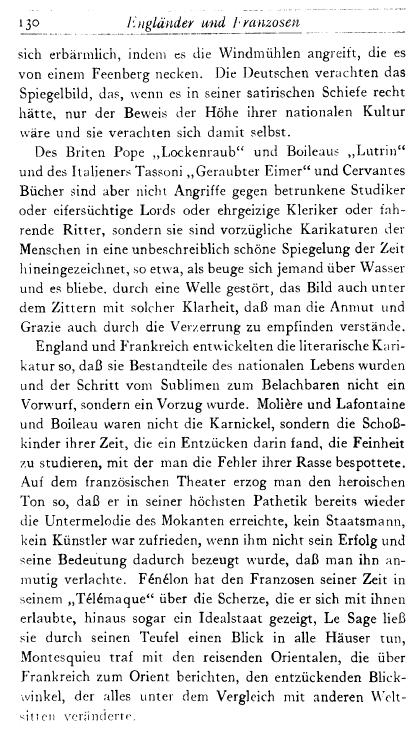 130 Engländer und Franzosen
sich erbärmlich, indem es die Windmühlen angreift, die es
von einem Feenberg necken. Die Deutschen verachten das
Spiegelbild, das, wenn es in seiner satirischen Schiefe recht
hätte, nur der Beweis der Höhe ihrer nationalen Kultur
wäre und sie verachten sich damit selbst.
Des Briten Pope „Lockenraub“ und Boileaus „Lutrin“
und des Italieners Tassoni „Geraubter Eimer“ und Cervantes
Bücher sind aber nicht Angriffe gegen betrunkene Studiker
oder eifersüchtige Lords oder ehrgeizige Kleriker oder fah-
rende Ritter, sondern sie sind vorzügliche Karikaturen der
Menschen in eine unbeschreiblich schöne Spiegelung der Zeit
hineingezeichnet, so etwa, als beuge sich jemand über Wasser
und es bliebe, durch eine Welle gestört, das Bild auch unter
dem Zittern mit solcher Klarheit, daß man die Anmut und
Grazie auch durch die Verzerrung zu empfinden verstände.
England und Frankreich entwickelten die literarische Kari-
katur so, daß sie Bestandteile des nationalen Lebens wurden
und der Schritt vom Sublimen zum Belachbaren nicht ein
Vorwurf, sondern ein Vorzug wurde. Molière und Lafontaine
und Boileau waren nicht die Karnickel, sondern die Schoß-
kinder ihrer Zeit, die ein Entzücken darin fand, die Feinheit
zu studieren, mit der man die Fehler ihrer Rasse bespottete.
Auf dem französischen Theater erzog man den heroischen
Ton so, daß er in seiner höchsten Pathetik bereits wieder
die Untermelodie des Mokanten erreichte, kein Staatsmann,
kein Künstler war zufrieden, wenn ihm nicht sein Erfolg und
seine Bedeutung dadurch bezeugt wurde, daß man ihn an-
mutig verlachte. Fénélon hat den Franzosen seiner Zeit in
seinem „Télémaque“ über die Scherze, die er sich mit ihnen
erlaubte, hinaus sogar ein Idealstaat gezeigt, Le Sage ließ
sie durch seinen Teufel einen Blick in alle Häuser tun,
Montesquieu traf mit den reisenden Orientalen, die über
Frankreich zum Orient berichten, den entzückenden Blick-
winkel, der alles unter dem Vergleich mit anderen Welt-
sitten veränderte.